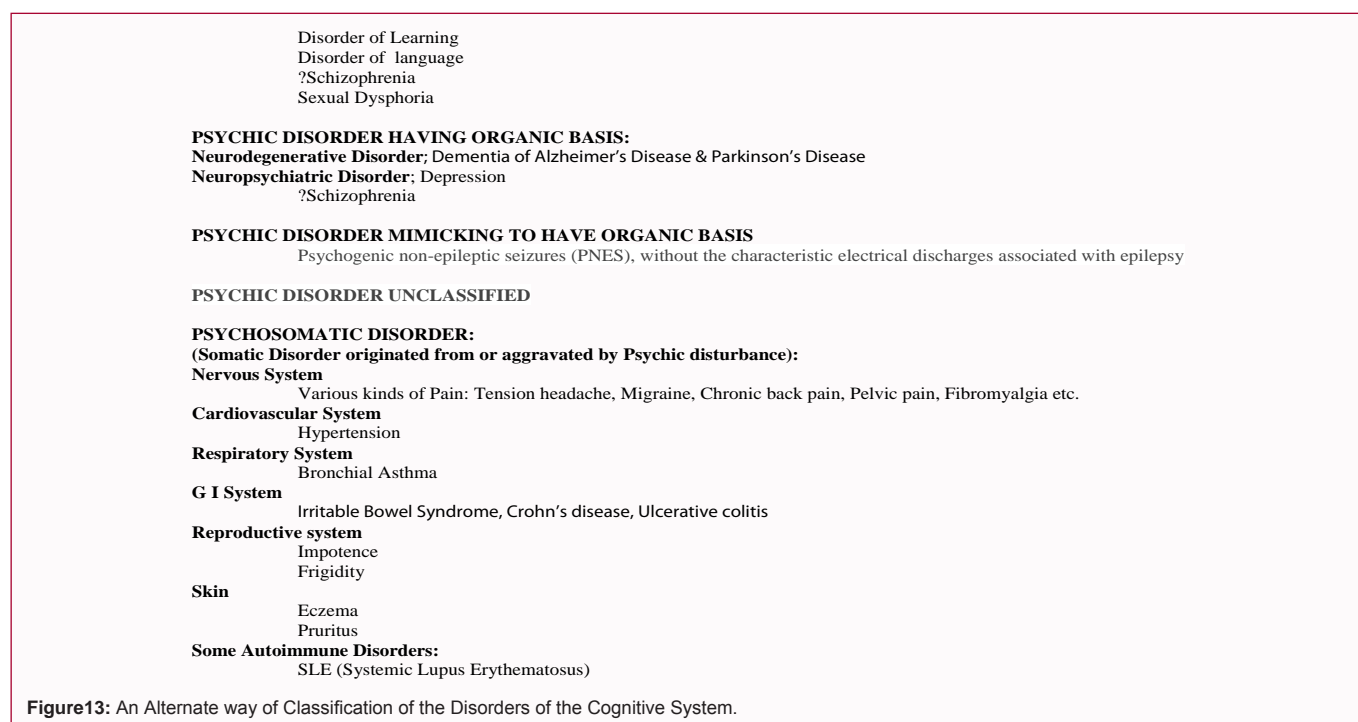 Disorder of Learning
Disorder of language
?Schizophrenia
Sexual Dysphoria
PSYCHIC DISORDER HAVING ORGANIC BASIS:
Neurodegenerative Disorder; Dementia of Alzheimer's Disease & Parkinson's Disease
Neuropsychiatric Disorder; Depression
?Schizophrenia
PSYCHIC DISORDER MIMICKING TO HAVE ORGANIC BASIS
Psychogenic non-epileptic seizures (PNES), without the characteristic electrical discharges associated with epilepsy
PSYCHIC DISORDER UNCLASSIFIED
PSYCHOSOMATIC DISORDER:
(Somatic Disorder originated from or aggravated by Psychic disturbance):
Nervous System
Various kinds of Pain: Tension headache, Migraine, Chronic back pain, Pelvic pain, Fibromyalgia etc.
Cardiovascular System
Hypertension
Respiratory System
Bronchial Asthma
G I System
Irritable Bowel Syndrome, Crohn's disease, Ulcerative colitis
Reproductive system
Impotence
Frigidity
Skin
Eczema
Pruritus
Some Autoimmune Disorders:
SLE (Systemic Lupus Erythematosus)
Figure13: An Alternate way of Classification of the Disorders of the Cognitive System.